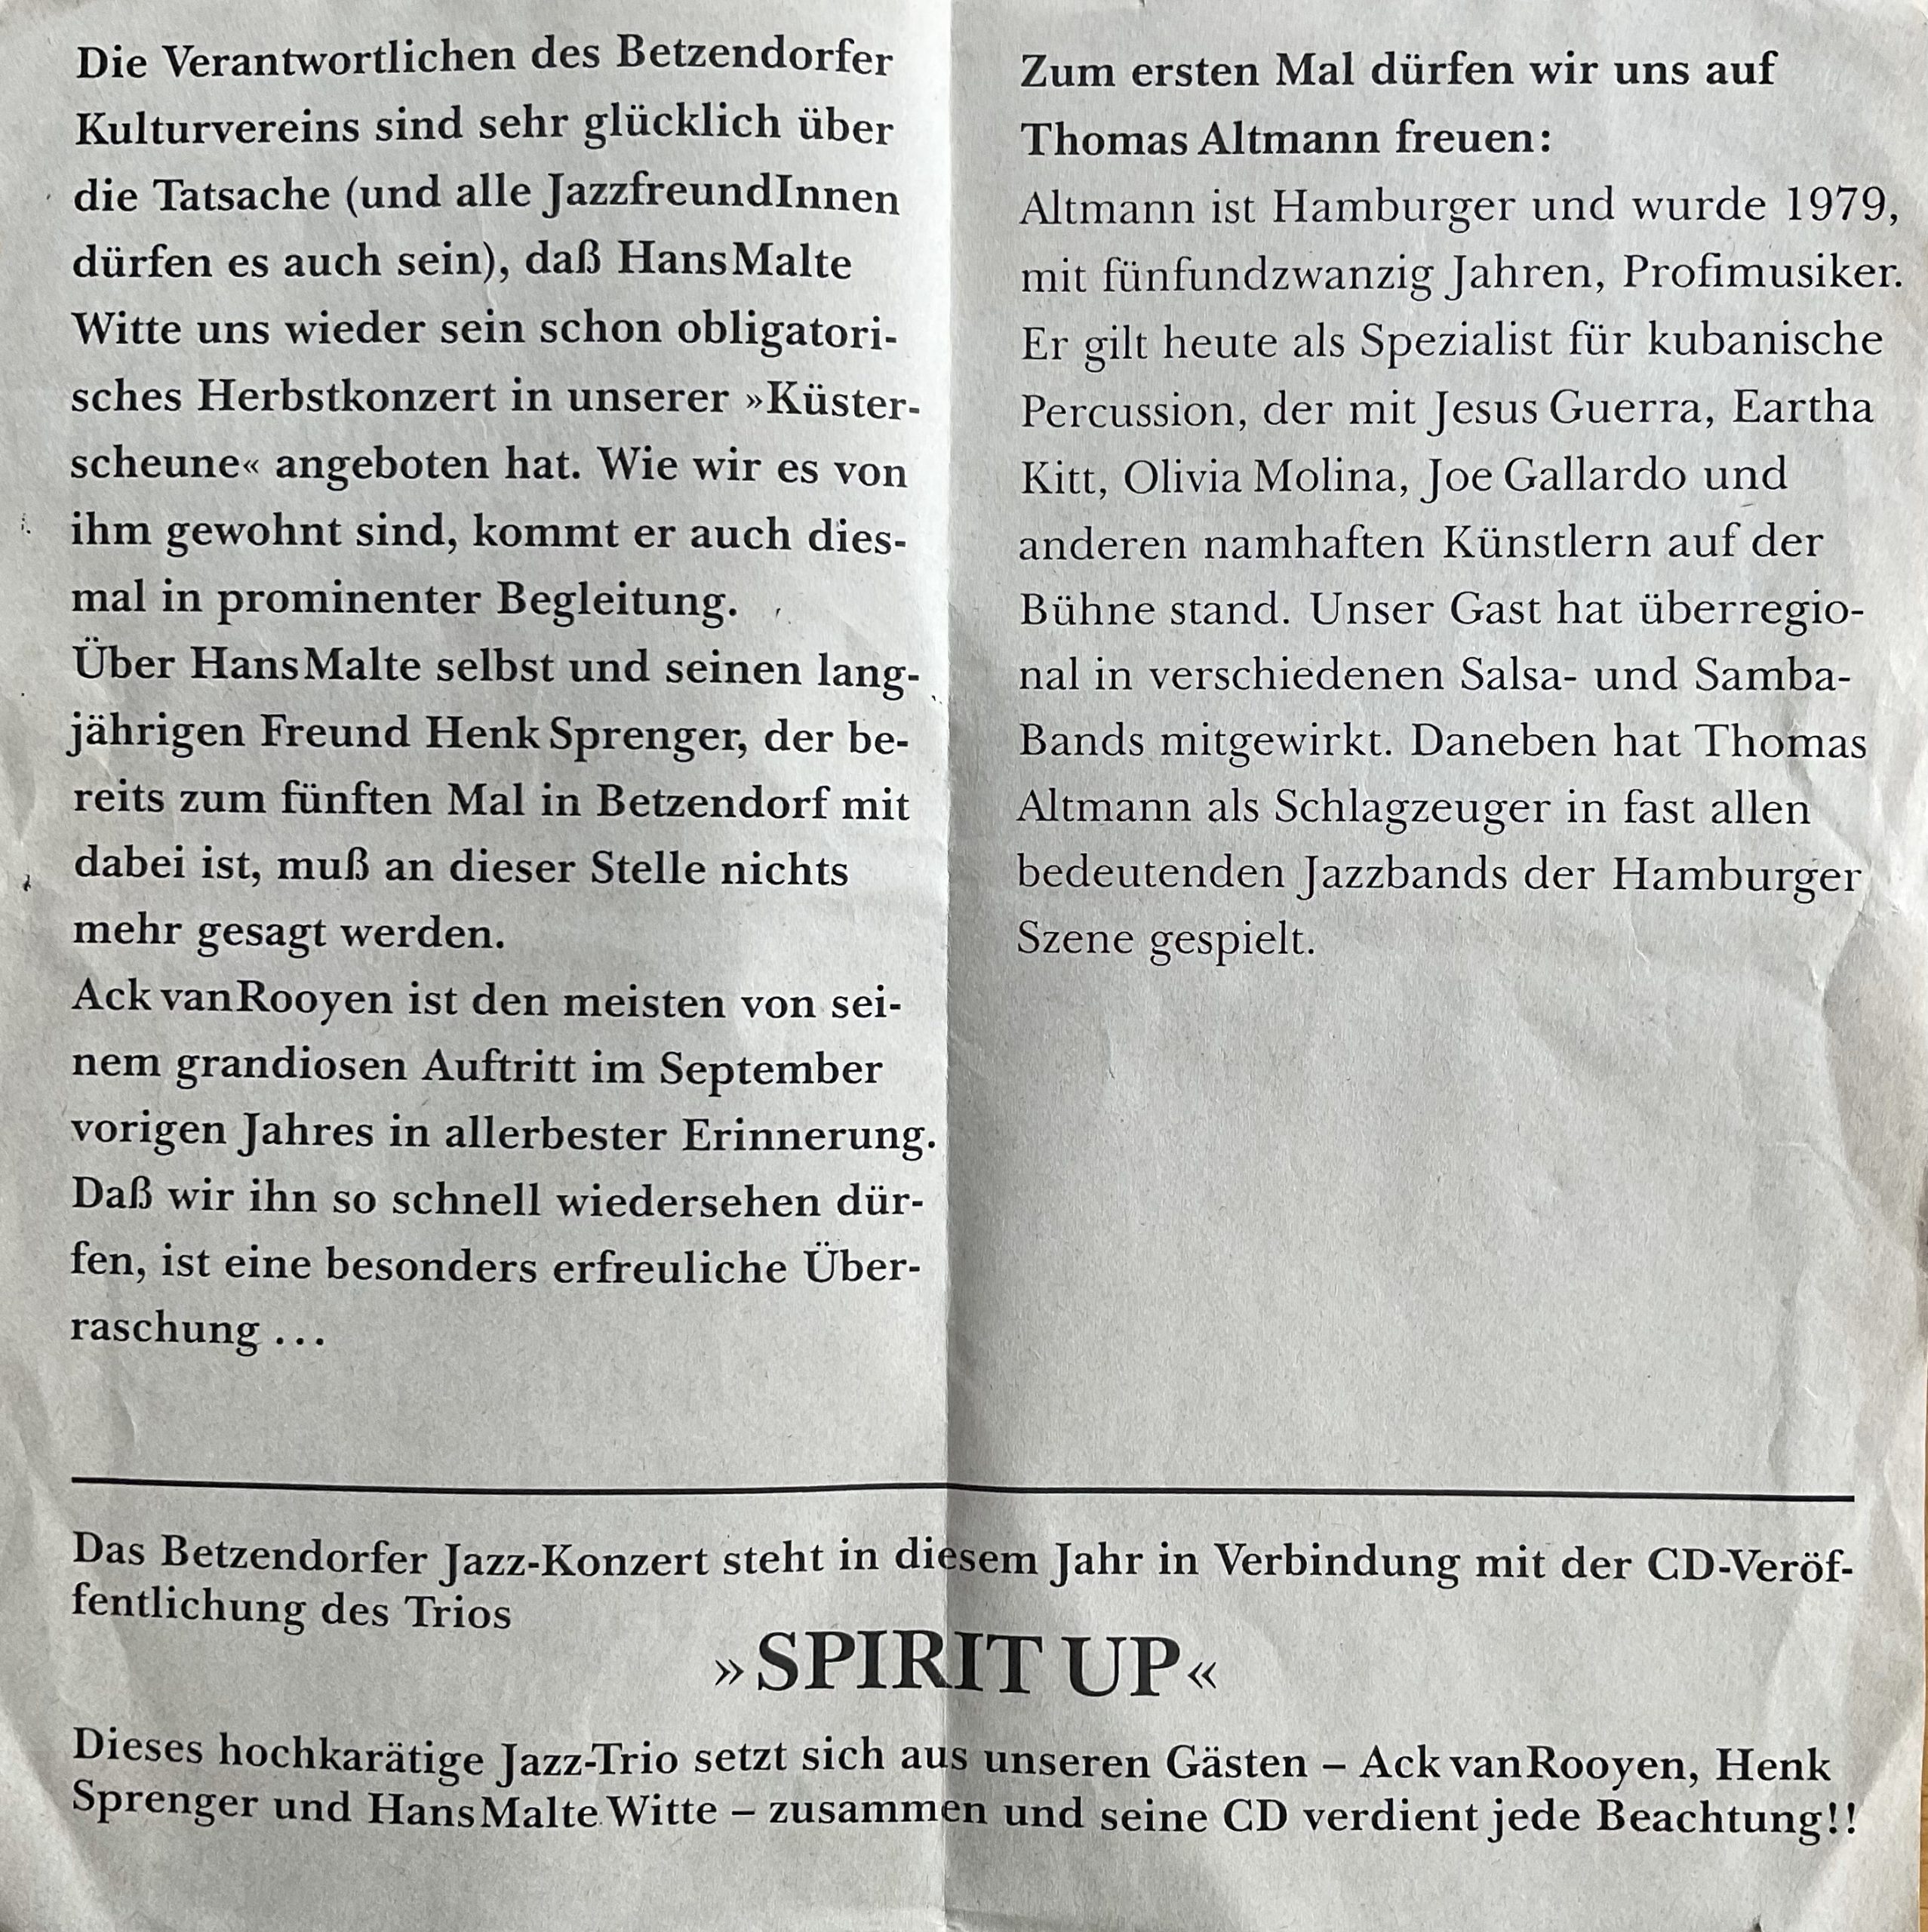 Die Verantwortlichen des Betzendorfer
Kulturvereins sind sehr glücklich über
die Tatsache (und alle JazzfreundInnen
dürfen es auch sein), daß Hans Malte
Witte uns wieder sein schon obligatori-
sches Herbstkonzert in unserer »Küster-
scheune« angeboten hat. Wie wir es von
ihm gewohnt sind, kommt er auch dies-
mal in prominenter Begleitung.
Über Hans Malte selbst und seinen lang-
jährigen Freund Henk Sprenger, der be-
reits zum fünften Mal in Betzendorf mit
dabei ist, muß an dieser Stelle nichts
mehr gesagt werden.
Ack van Rooyen ist den meisten von sei-
nem grandiosen Auftritt im September
vorigen Jahres in allerbester Erinnerung.
Daß wir ihn so schnell wiedersehen dür-
fen, ist eine besonders erfreuliche Über-
raschung ...
Zum ersten Mal dürfen wir uns auf
Thomas Altmann freuen:
Altmann ist Hamburger und wurde 1979,
mit fünfundzwanzig Jahren, Profimusiker.
Er gilt heute als Spezialist für kubanische
Percussion, der mit Jesus Guerra, Eartha
Kitt, Olivia Molina, Joe Gallardo und
anderen namhaften Künstlern auf der
Bühne stand. Unser Gast hat überregio-
nal in verschiedenen Salsa- und Samba-
Bands mitgewirkt. Daneben hat Thomas
Altmann als Schlagzeuger in fast allen
bedeutenden Jazzbands der Hamburger
Szene gespielt.
Das Betzendorfer Jazz-Konzert steht in diesem Jahr in Verbindung mit der CD-Veröf-
fentlichung des Trios
»SPIRIT UP«
Dieses hochkarätige Jazz-Trio setzt sich aus unseren Gästen – Ack van Rooyen, Henk
Sprenger und Hans Malte Witte – zusammen und seine CD verdient jede Beachtung!!